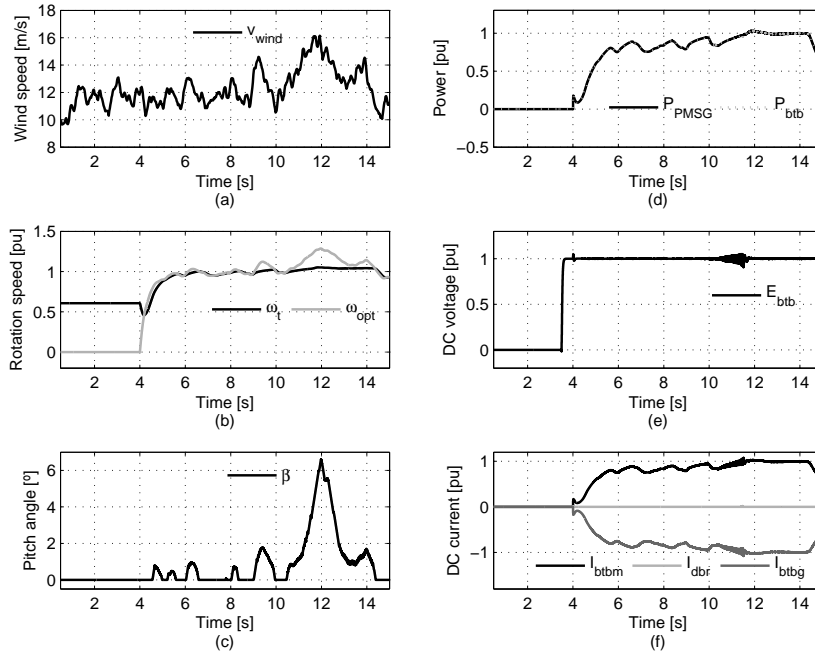 Wind speed [m/s]
18
16
14
12
10
8
v_wind
2 4 6 8 10 12 14
Time [s]
(a)
Rotation speed [pu]
1.5
1
0.5
0
ω_t ω_opt
2 4 6 8 10 12 14
Time [s]
(b)
Pitch angle [º]
6
4
2
0
β
2 4 6 8 10 12 14
Time [s]
(c)
Power [pu]
1
0.5
0
−0.5
P_PMSG P_btb
2 4 6 8 10 12 14
Time [s]
(d)
DC voltage [pu]
1
0.5
0
E_btb
2 4 6 8 10 12 14
Time [s]
(e)
DC current [pu]
1
0
−1
I_btbm I_dbr I_btbg
2 4 6 8 10 12 14
Time [s]
(f)